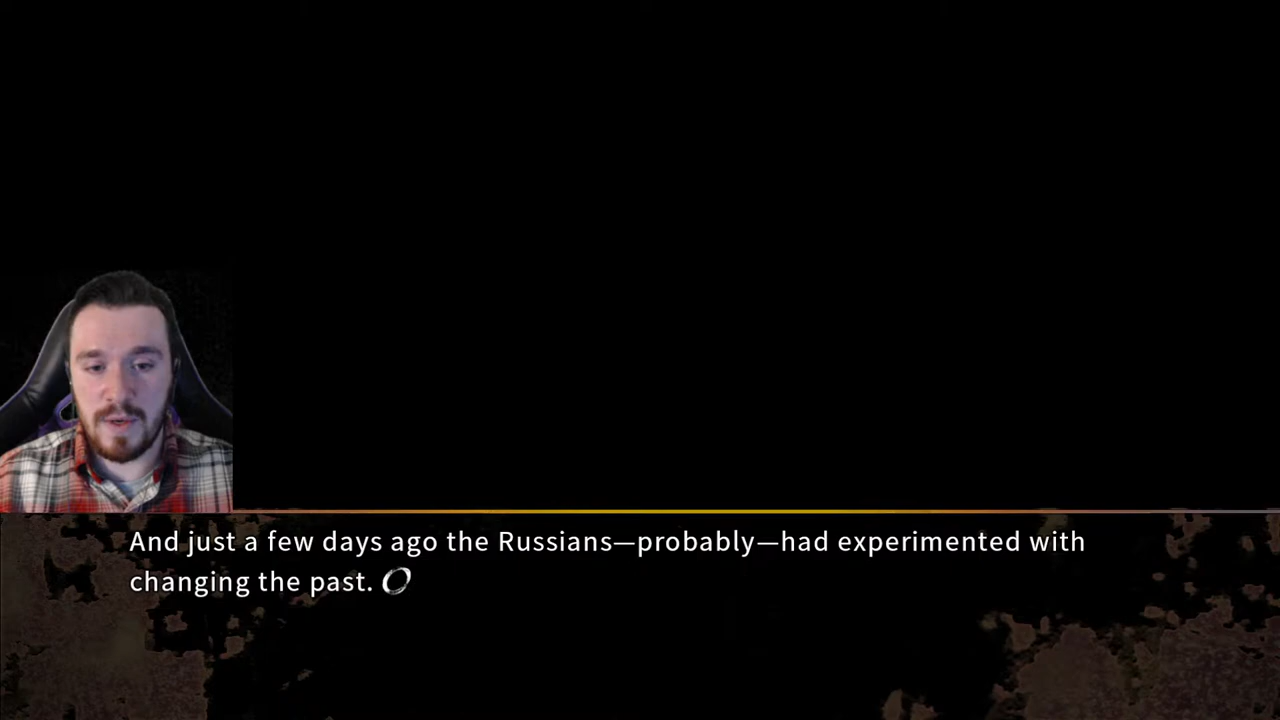 And just a few days ago the Russians—probably—had experimented with
changing the past.